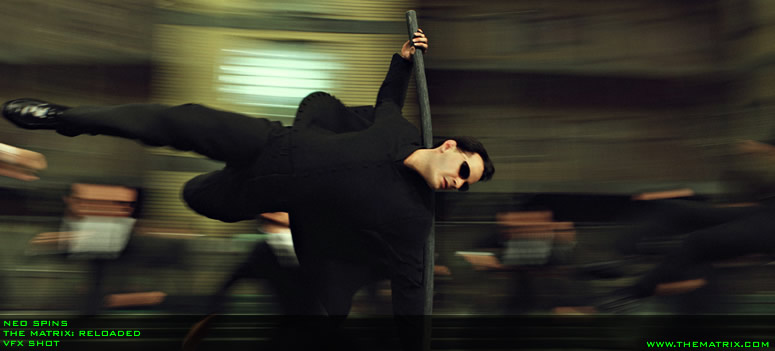 NEO SPINS
THE MATRIX: RELOADED
VFX SHOT
WWW.THEMATRIX.COM